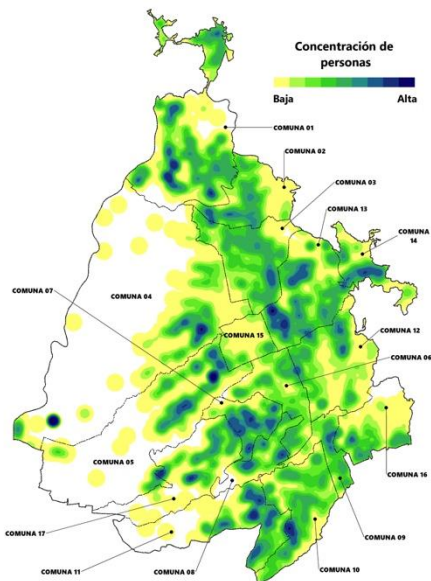 Concentración de
personas
Baja
Alta
COMUNA 01
COMUNA 02
COMUNA 03
COMUNA 13
COMUNA
14
COMUNA 07
COMUNA 04
COMUNA 15
COMUNA 12
COMUNA 06
COMUNA 16
COMUNA 05
COMUNA 17
COMUNA 09
COMUNA 11
COMUNA 08
COMUNA 10